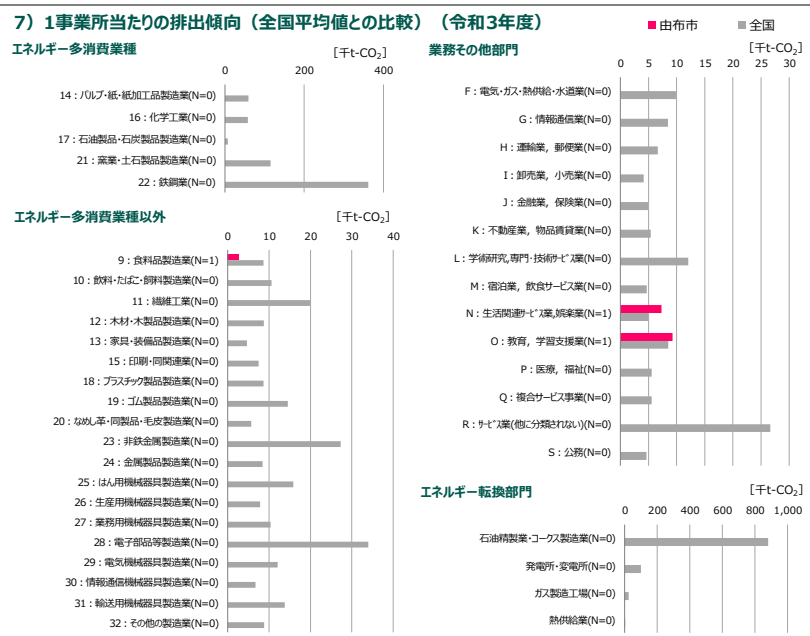 7）1事業所当たりの排出傾向（全国平均値との比較）（令和3年度）
由布市 全国
エネルギー多消費業種
[千t-CO₂]
0 200 400
14：パルプ・紙・紙加工品製造業(N=0)
16：化学工業(N=0)
17：石油製品・石炭製品製造業(N=0)
21：窯業・土石製品製造業(N=0)
22：鉄鋼業(N=0)
エネルギー多消費業種以外
[千t-CO₂]
0 10 20 30 40
9：食料品製造業(N=1)
10：飲料・たばこ・飼料製造業(N=0)
11：繊維工業(N=0)
12：木材・木製品製造業(N=0)
13：家具・装備品製造業(N=0)
15：印刷・同関連業(N=0)
18：プラスチック製品製造業(N=0)
19：ゴム製品製造業(N=0)
20：なめし革・同製品・毛皮製造業(N=0)
23：非鉄金属製造業(N=0)
24：金属製品製造業(N=0)
25：はん用機械器具製造業(N=0)
26：生産用機械器具製造業(N=0)
27：業務用機械器具製造業(N=0)
28：電子部品等製造業(N=0)
29：電気機械器具製造業(N=0)
30：情報通信機械器具製造業(N=0)
31：輸送用機械器具製造業(N=0)
32：その他の製造業(N=0)
業務その他部門
[千t-CO₂]
0 5 10 15 20 25 30
F：電気・ガス・熱供給・水道業(N=0)
G：情報通信業(N=0)
H：運輸業，郵便業(N=0)
I：卸売業，小売業(N=0)
J：金融業，保険業(N=0)
K：不動産業，物品賃貸業(N=0)
L：学術研究,専門・技術ｻｰﾋﾞｽ業(N=0)
M：宿泊業，飲食サービス業(N=0)
N：生活関連ｻｰﾋﾞｽ業,娯楽業(N=1)
O：教育，学習支援業(N=1)
P：医療，福祉(N=0)
Q：複合サービス事業(N=0)
R：ｻｰﾋﾞｽ業(他に分類されない)(N=0)
S：公務(N=0)
エネルギー転換部門
[千t-CO₂]
0 200 400 600 800 1,000
石油精製業・コークス製造業(N=0)
発電所・変電所(N=0)
ガス製造工場(N=0)
熱供給業(N=0)